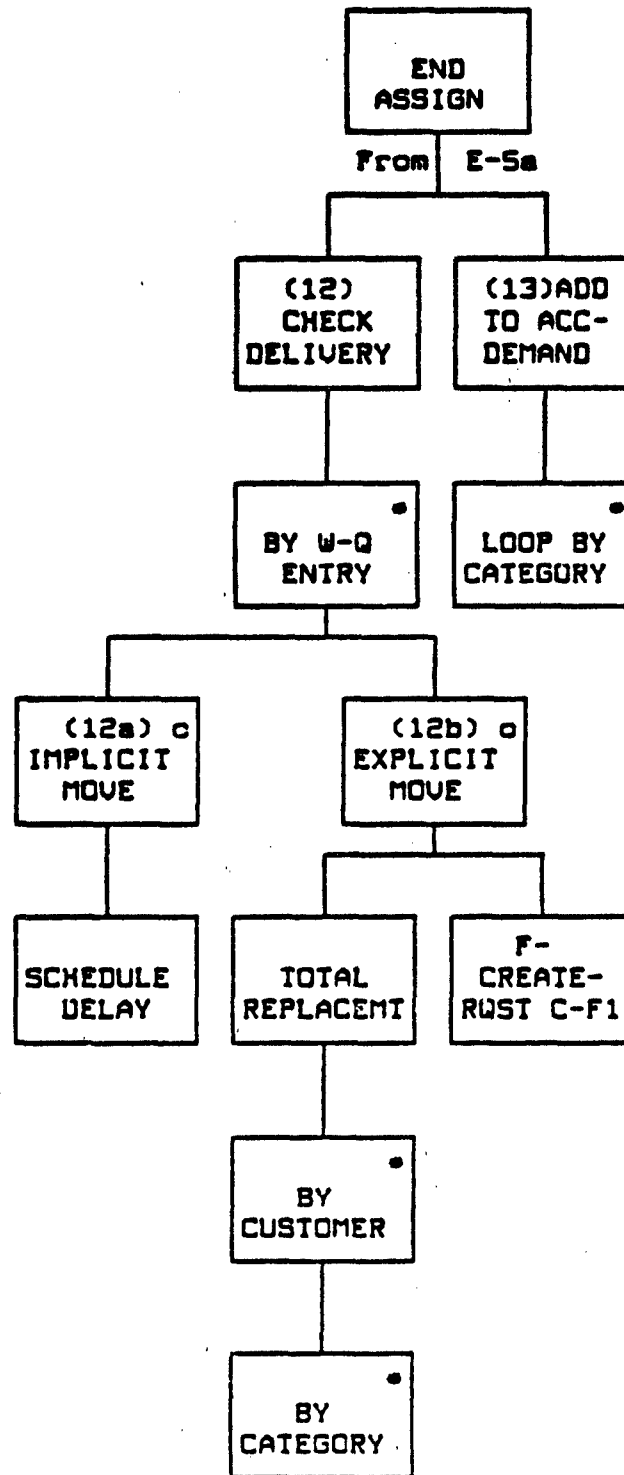 END
ASSIGN
From E-5a
(12)
CHECK
DELIVERY
(13)ADD
TO ACC-
DEMAND
*
BY W-Q
ENTRY
*
LOOP BY
CATEGORY
(12a) c
IMPLICIT
MOVE
(12b) o
EXPLICIT
MOVE
SCHEDULE
DELAY
TOTAL
REPLACEMT
F-
CREATE-
RQST C-F1
*
BY
CUSTOMER
*
BY
CATEGORY